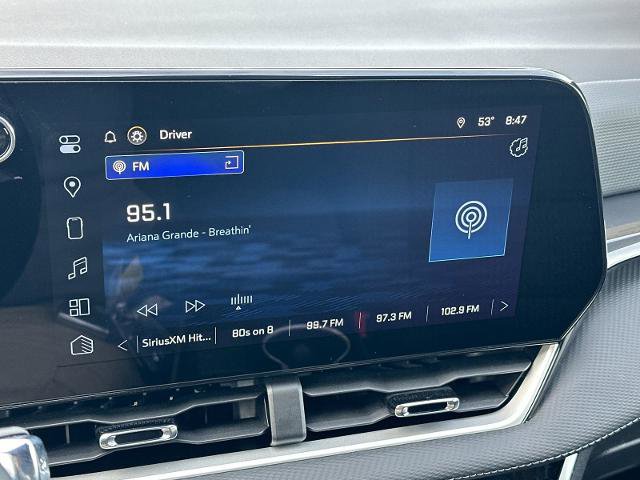 Driver
53° 8:47
FM
95.1
Ariana Grande - Breathin'
SiriusXM Hit... 80s on 8 99.7 FM 97.3 FM 102.9 FM